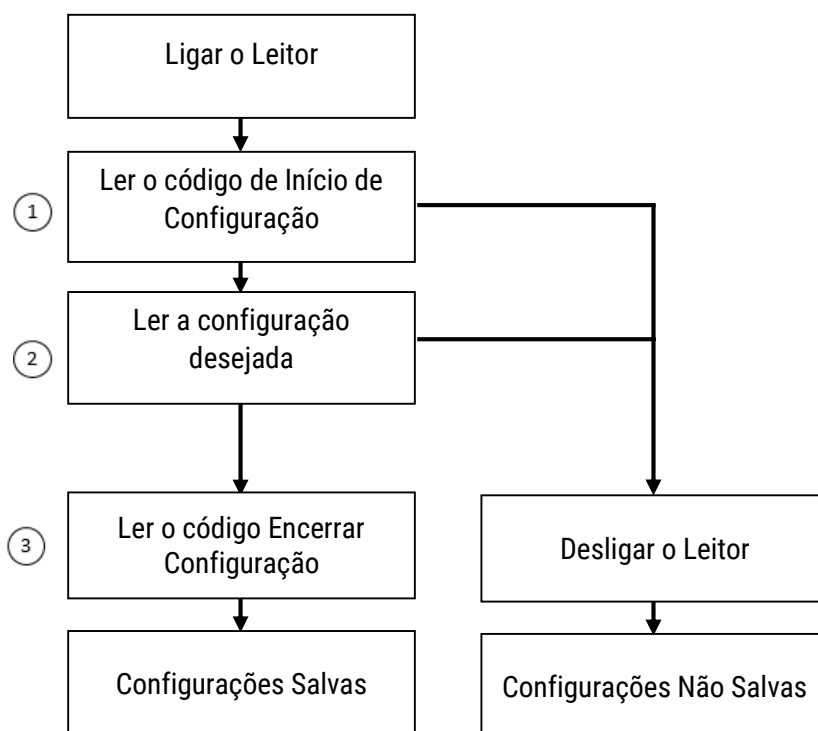 Ligar o Leitor
1
Ler o código de Início de
Configuração
2
Ler a configuração
desejada
3
Ler o código Encerrar
Configuração
Desligar o Leitor
Configurações Salvas
Configurações Não Salvas